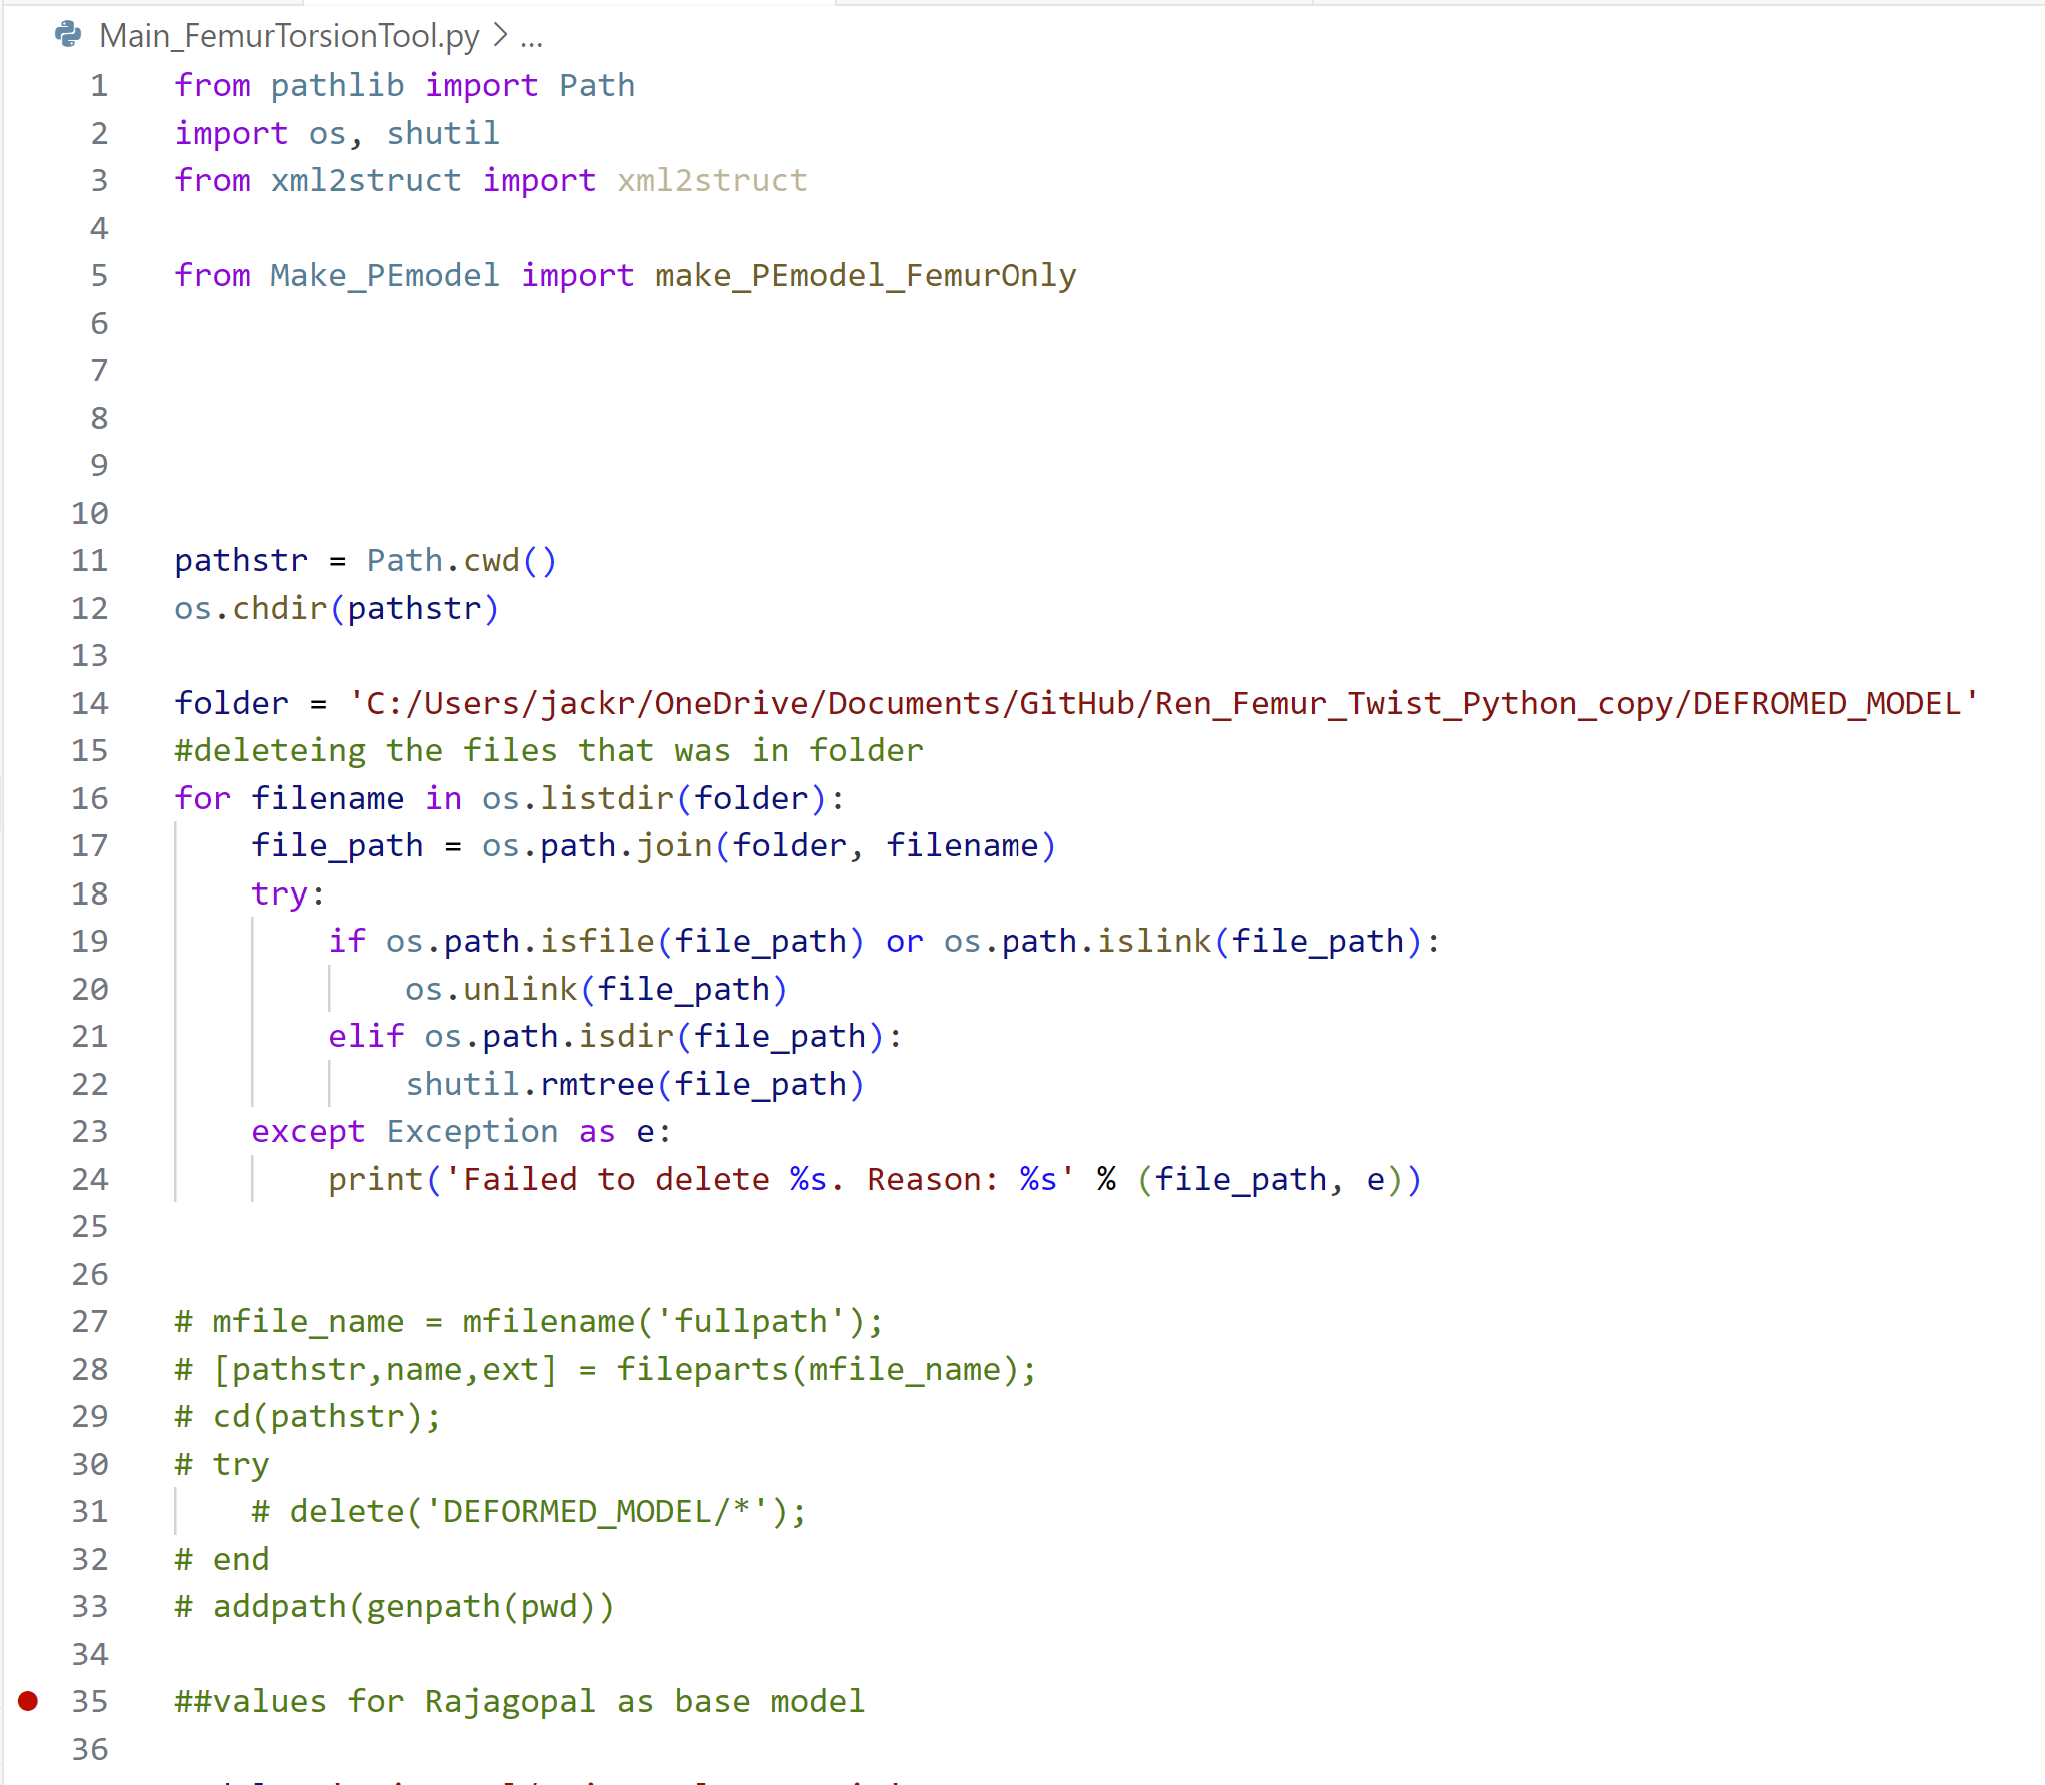 Main_FemurTorsionTool.py > ...
1 from pathlib import Path
2 import os, shutil
3 from xml2struct import xml2struct
4
5 from Make_PEmodel import make_PEmodel_FemurOnly
6
7
8
9
10
11 pathstr = Path.cwd()
12 os.chdir(pathstr)
13
14 folder = 'C:/Users/jackr/OneDrive/Documents/GitHub/Ren_Femur_Twist_Python_copy/DEFROMED_MODEL'
15 #deleteing the files that was in folder
16 for filename in os.listdir(folder):
17     file_path = os.path.join(folder, filename)
18     try:
19         if os.path.isfile(file_path) or os.path.islink(file_path):
20             os.unlink(file_path)
21         elif os.path.isdir(file_path):
22             shutil.rmtree(file_path)
23     except Exception as e:
24         print('Failed to delete %s. Reason: %s' % (file_path, e))
25
26
27 # mfile_name = mfilename('fullpath');
28 # [pathstr,name,ext] = fileparts(mfile_name);
29 # cd(pathstr);
30 # try
31     # delete('DEFORMED_MODEL/*');
32 # end
33 # addpath(genpath(pwd))
34
35 ##values for Rajagopal as base model
36